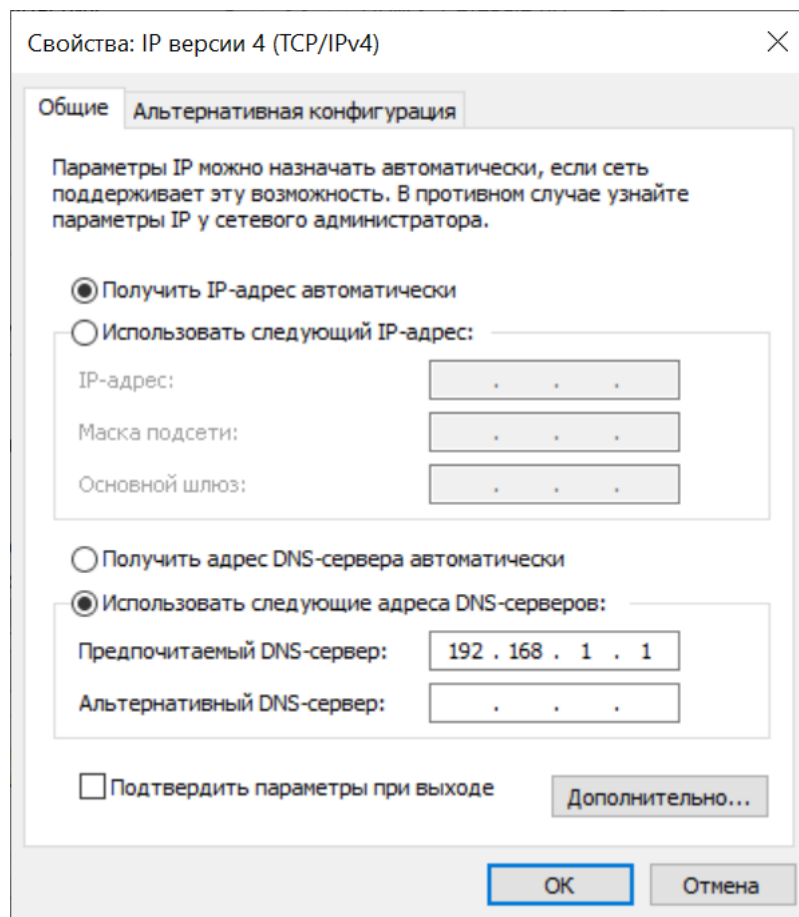 Свойства: IP версии 4 (TCP/IPv4)
Общие
Альтернативная конфигурация
Параметры IP можно назначать автоматически, если сеть
поддерживает эту возможность. В противном случае узнайте
параметры IP у сетевого администратора.
Получить IP-адрес автоматически
Использовать следующий IP-адрес:
IP-адрес: . . .
Маска подсети: . . .
Основной шлюз: . . .
Получить адрес DNS-сервера автоматически
Использовать следующие адреса DNS-серверов:
Предпочитаемый DNS-сервер: 192 . 168 . 1 . 1
Альтернативный DNS-сервер: . . .
Подтвердить параметры при выходе
Дополнительно...
ОК
Отмена